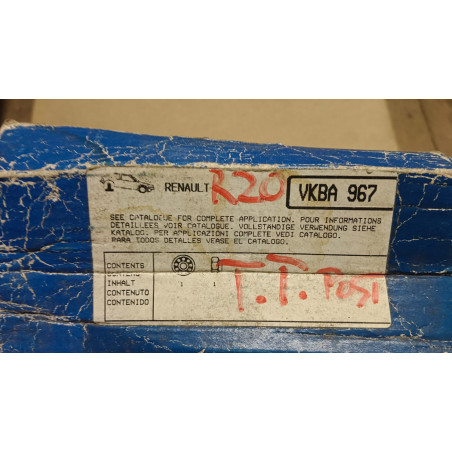 RENAULT R20 VKBA 967
SEE CATALOGUE FOR COMPLETE APPLICATION. POUR INFORMATIONS
DETAILLEES VOIR CATALOGUE. VOLLSTANDIGE VERWENDUNG SIEHE
KATALOG. PER APPLICAZIONI COMPLETE VEDI CATALOGO.
PARA TODOS DETALLES VEASE EL CATALOGO.
CONTENTS
CONTENU
INHALT 1 1
CONTENUTO
CONTENIDO
T.T. POST